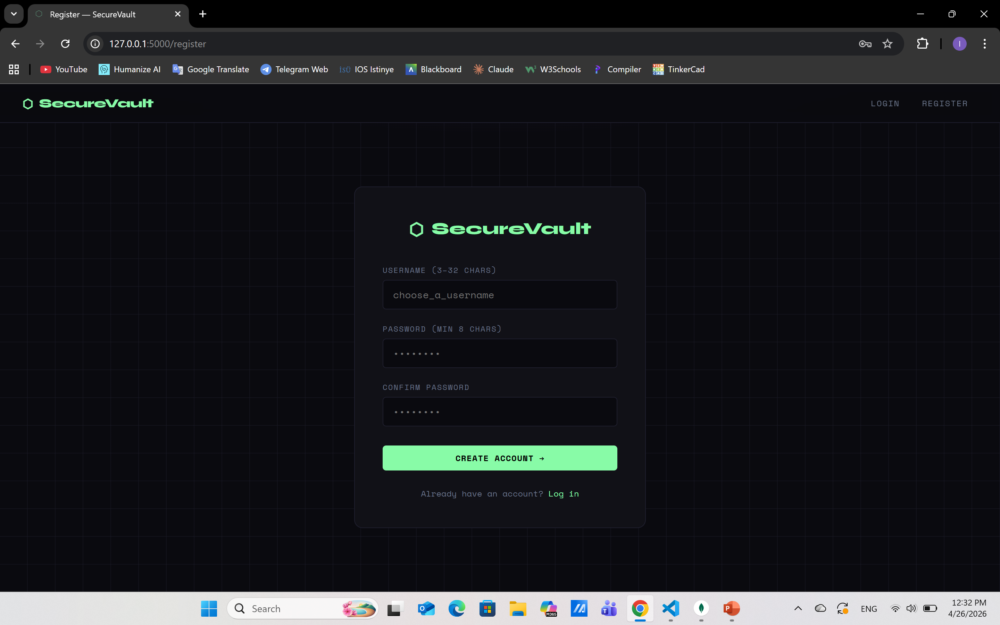 Register — SecureVault
127.0.0.1:5000/register
I
YouTube
Humanize AI
Google Translate
Telegram Web
İSÜ IOS Istinye
Blackboard
Claude
W3Schools
Compiler
TinkerCad
SecureVault
LOGIN
REGISTER
SecureVault
USERNAME (3–32 CHARS)
choose_a_username
PASSWORD (MIN 8 CHARS)
••••••••
CONFIRM PASSWORD
••••••••
CREATE ACCOUNT →
Already have an account? Log in
Search
M365
ENG
12:32 PM
4/26/2026